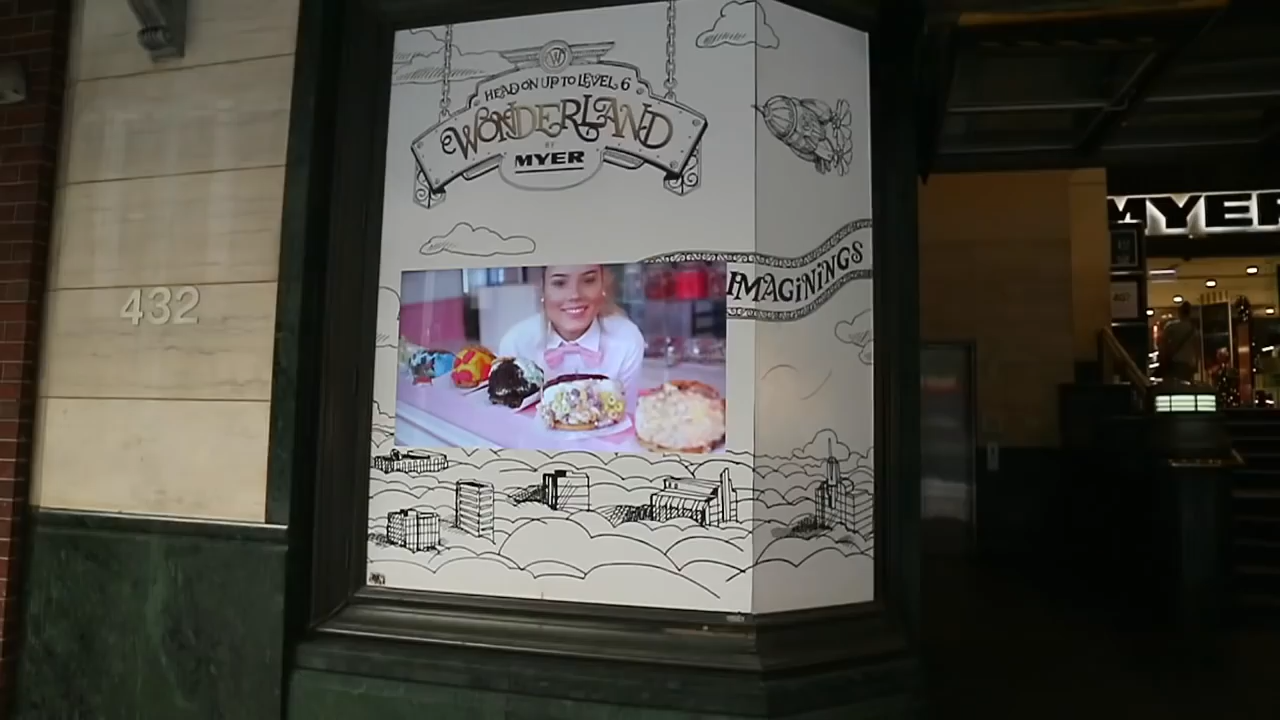 432
W
HEAD ON UP TO LEVEL 6
WONDERLAND
BY
MYER
IMAGININGS
MYER